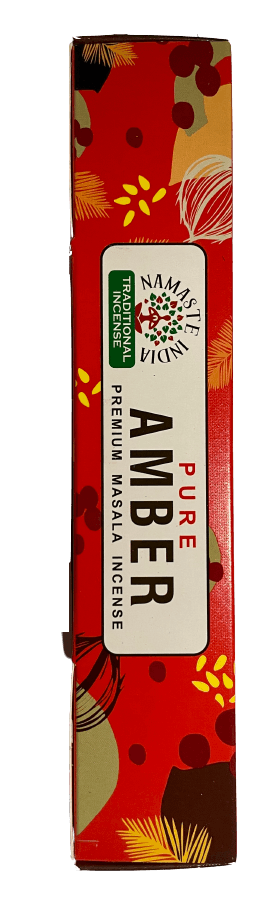 NAMASTE INDIA
TRADITIONAL
INCENSE
PURE
AMBER
PREMIUM MASALA INCENSE